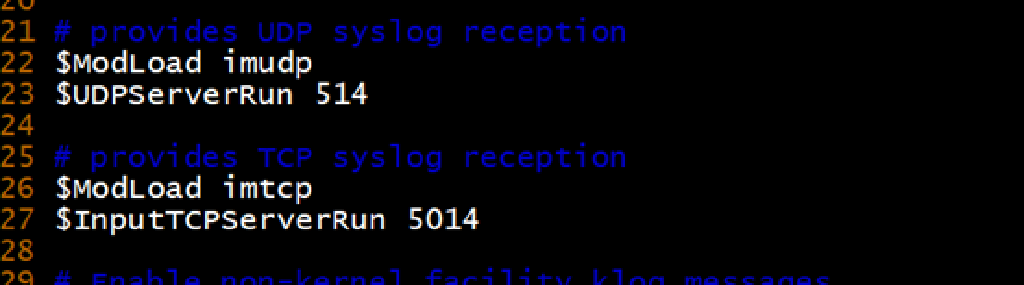 20
21 # provides UDP syslog reception
22 $ModLoad imudp
23 $UDPServerRun 514
24
25 # provides TCP syslog reception
26 $ModLoad imtcp
27 $InputTCPServerRun 5014
28
29 # Enable non-kernel facility klog messages